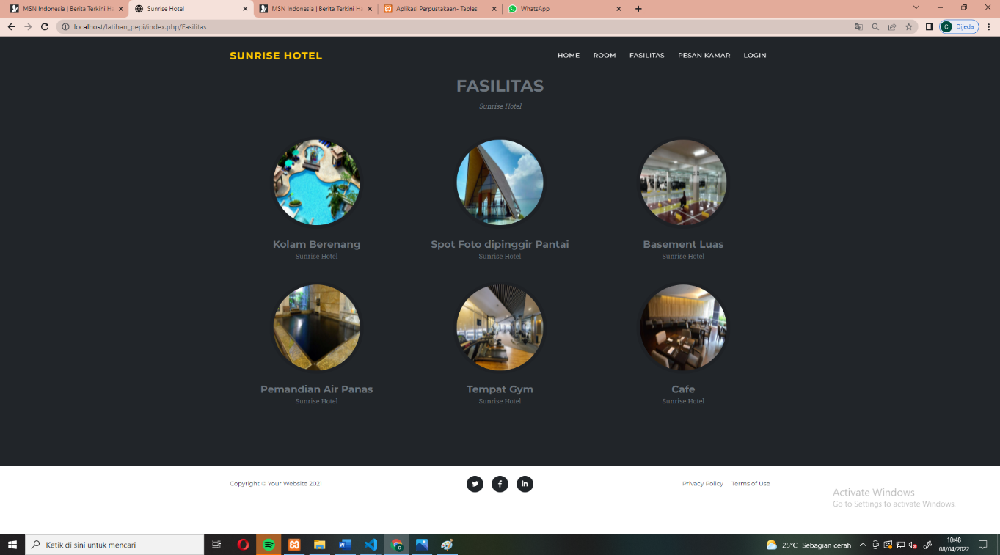 MSN Indonesia | Berita Terkini Ha
Sunrise Hotel
MSN Indonesia | Berita Terkini Ha
Aplikasi Perpustakaan- Tables
WhatsApp
localhost/latihan_pepi/index.php/Fasilitas
C
Dijeda
SUNRISE HOTEL
HOME
ROOM
FASILITAS
PESAN KAMAR
LOGIN
FASILITAS
Sunrise Hotel
Kolam Berenang
Spot Foto dipinggir Pantai
Basement Luas
Sunrise Hotel
Sunrise Hotel
Sunrise Hotel
Pemandian Air Panas
Tempat Gym
Cafe
Sunrise Hotel
Sunrise Hotel
Sunrise Hotel
Copyright © Your Website 2021
Privacy Policy
Terms of Use
Activate Windows
Go to Settings to activate Windows.
Ketik di sini untuk mencari
25°C Sebagian cerah
10:48
08/04/2022